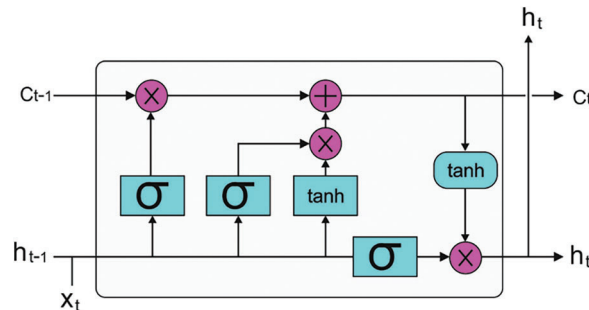 ht
Ct-1
×
+
Ct
×
tanh
σ
σ
tanh
ht-1
σ
×
ht
xt